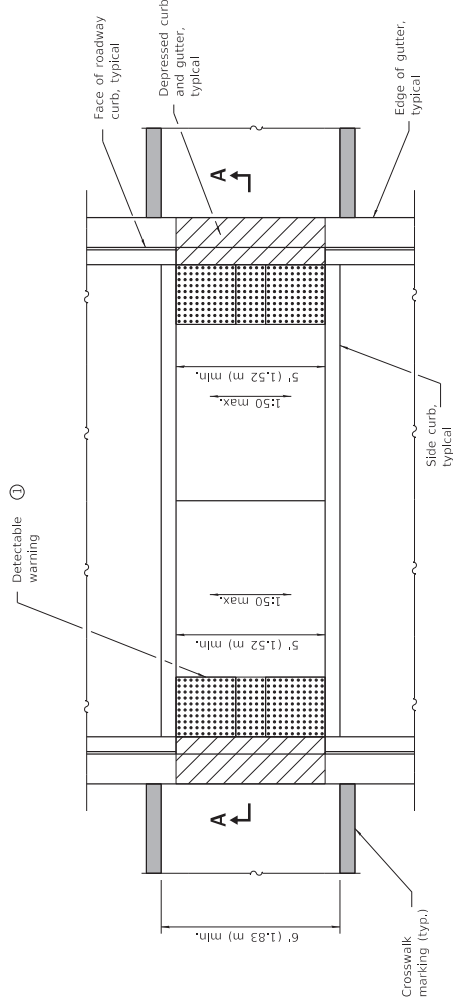 Face of roadway
curb, typical
Depressed curb
and gutter,
typical
Edge of gutter,
typical
A
5' (1.52 m) min.
1:50 max.
Side curb,
typical
Detectable
warning
1
1:50 max.
5' (1.52 m) min.
A
6' (1.83 m) min.
Crosswalk
marking (typ.)